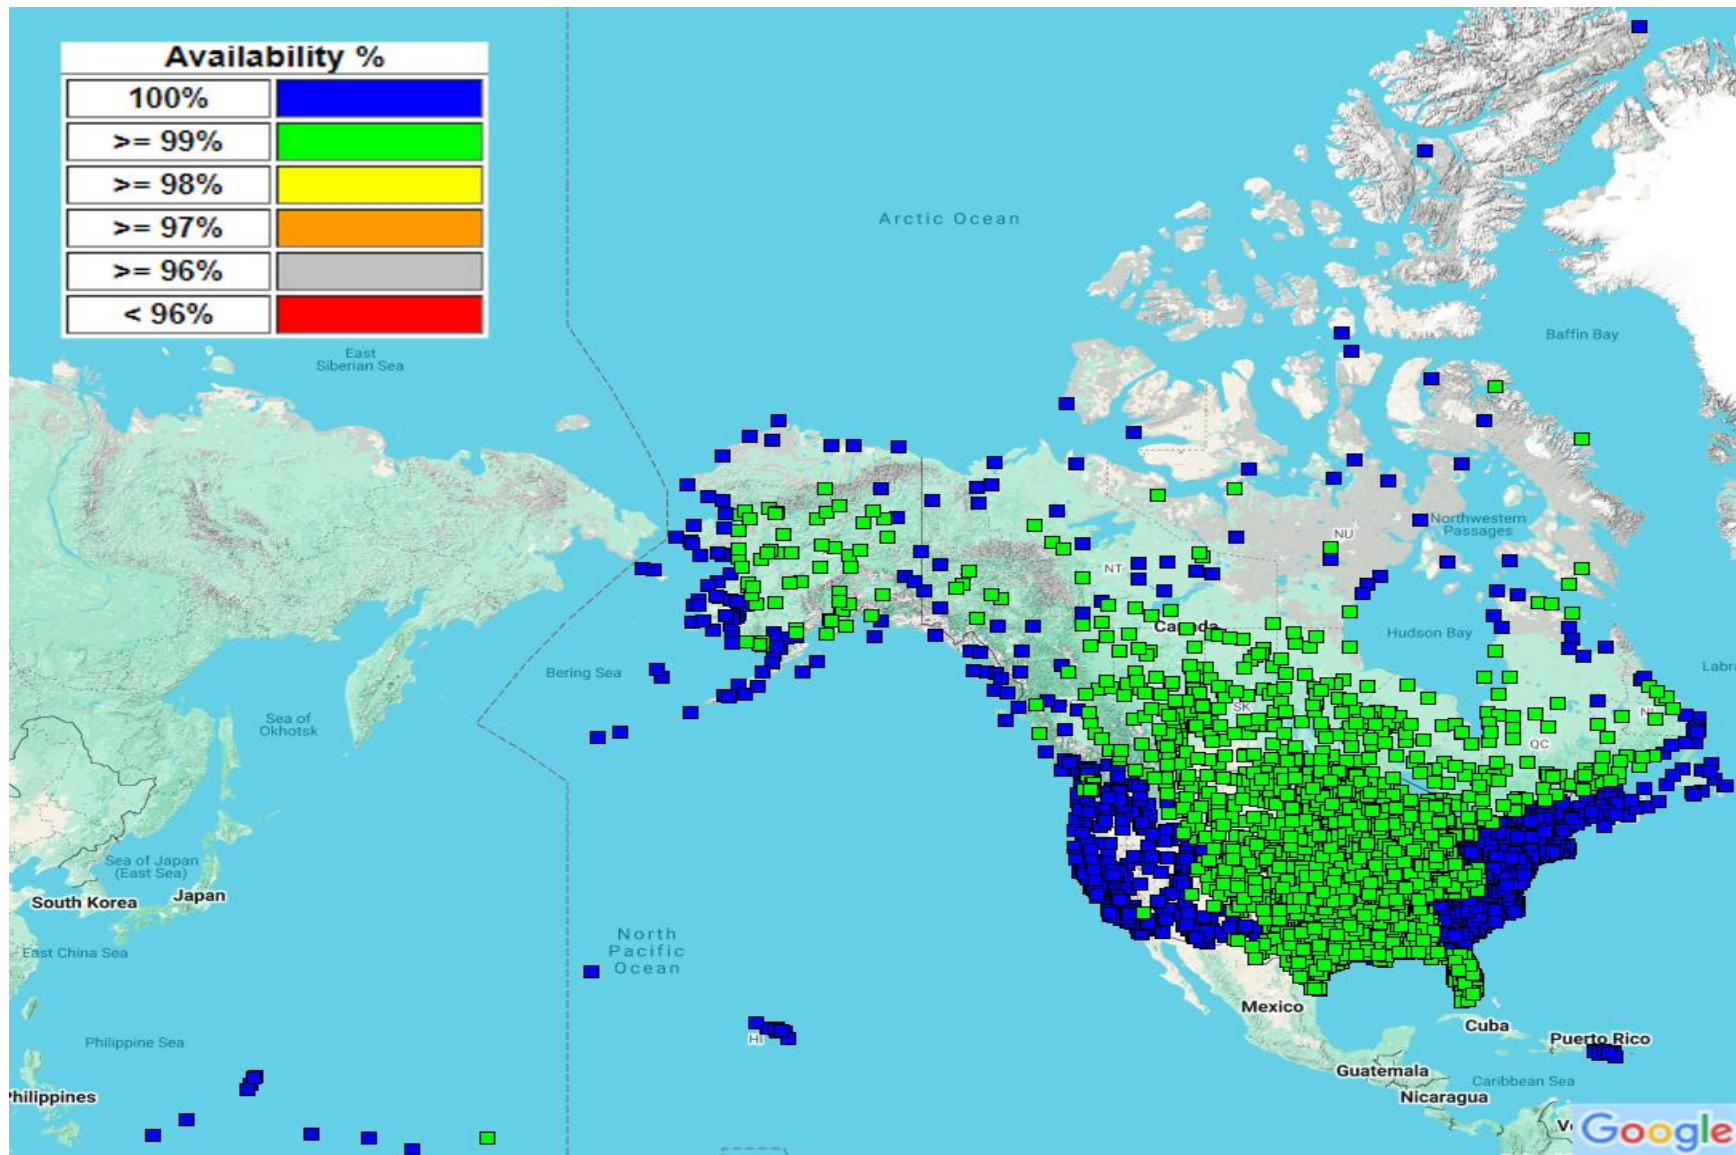 Availability %
100%
>= 99%
>= 98%
>= 97%
>= 96%
< 96%
Arctic Ocean
East
Siberian Sea
Baffin Bay
Northwestern
Passages
NU
NT
Canada
Hudson Bay
Labr
Bering Sea
Sea of
Okhotsk
SK
NL
QC
Sea of Japan
(East Sea)
Japan
South Korea
East China Sea
North
Pacific
Ocean
Mexico
Cuba
HI
Puerto Rico
Philippine Sea
Guatemala
Caribbean Sea
Philippines
Nicaragua
Google